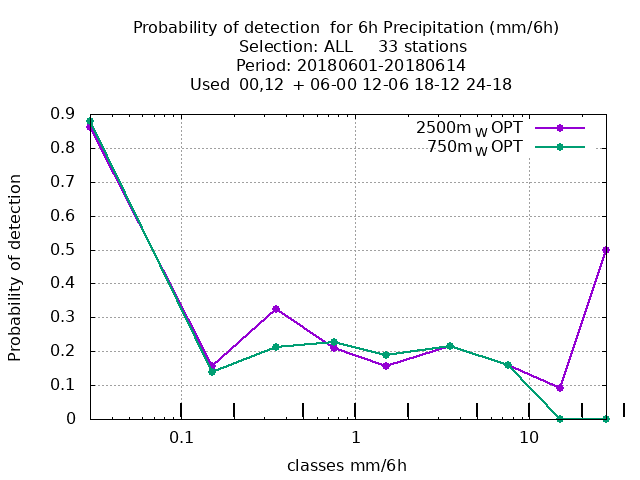 Probability of detection  for 6h Precipitation (mm/6h)
Selection: ALL     33 stations
Period: 20180601-20180614
Used  00,12  + 06-00 12-06 18-12 24-18
2500m W OPT
750m W OPT
Probability of detection
0.9
0.8
0.7
0.6
0.5
0.4
0.3
0.2
0.1
0
0.1 1 10
classes mm/6h